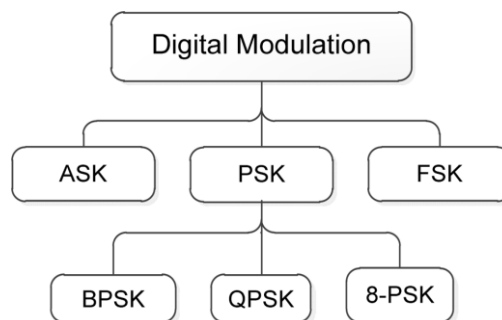 Digital Modulation
ASK
PSK
FSK
BPSK
QPSK
8-PSK